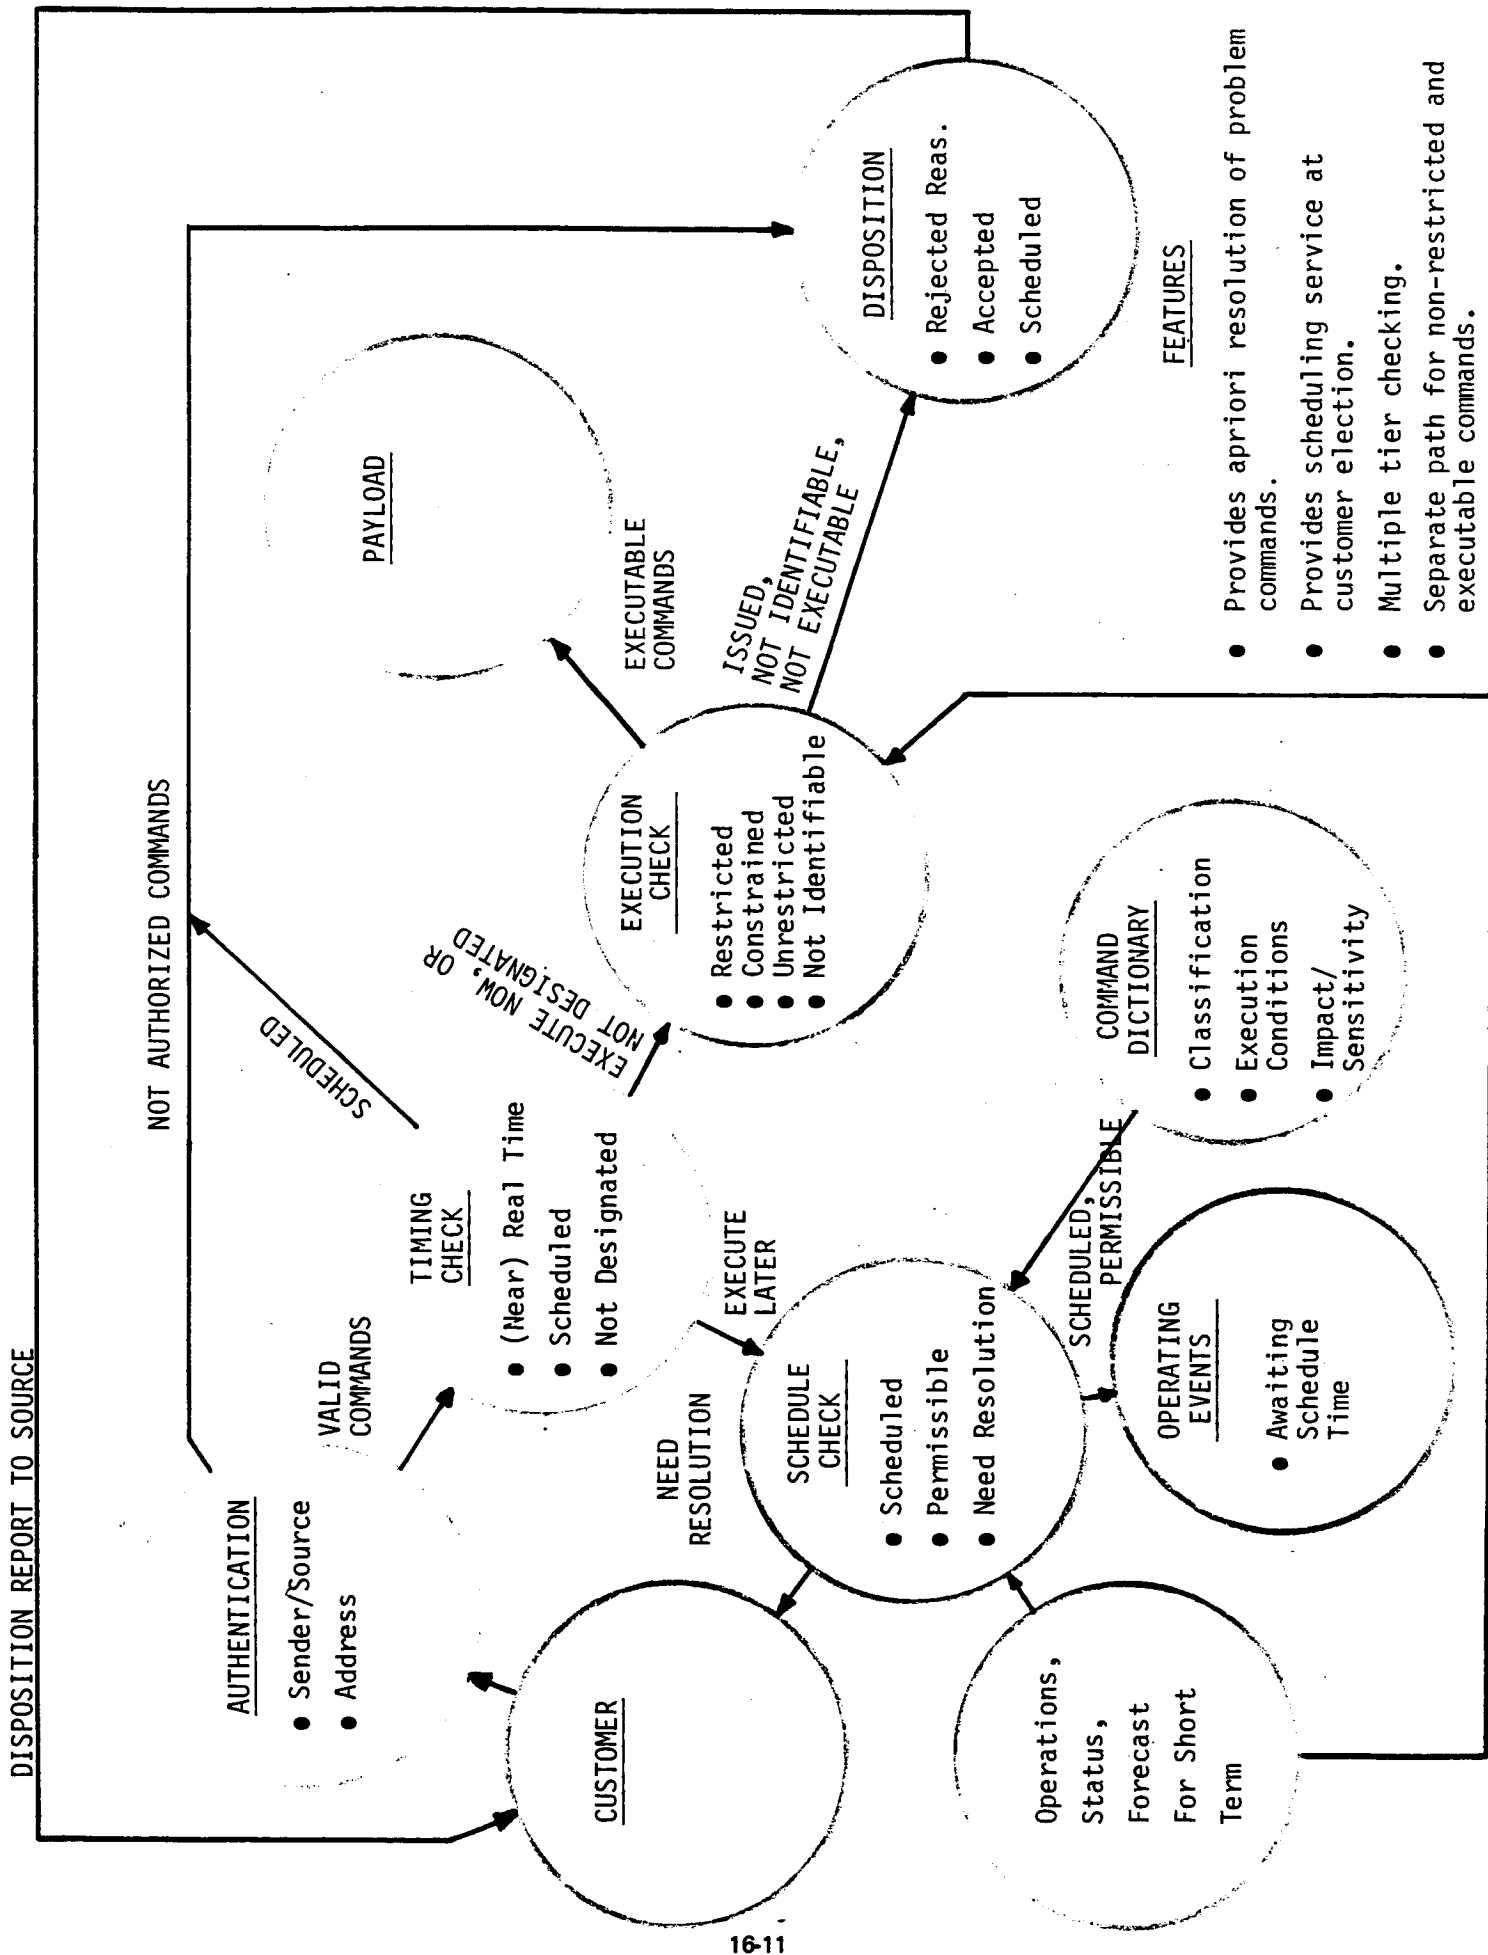 DISPOSITION REPORT TO SOURCE
NOT AUTHORIZED COMMANDS
AUTHENTICATION
● Sender/Source
● Address
VALID
COMMANDS
SCHEDULED
TIMING
CHECK
● (Near) Real Time
● Scheduled
● Not Designated
EXECUTE NOW, OR
NOT DESIGNATED
PAYLOAD
EXECUTABLE
COMMANDS
CUSTOMER
NEED
RESOLUTION
EXECUTE
LATER
EXECUTION
CHECK
● Restricted
● Constrained
● Unrestricted
● Not Identifiable
ISSUED,
NOT IDENTIFIABLE,
NOT EXECUTABLE
DISPOSITION
● Rejected Reas.
● Accepted
● Scheduled
SCHEDULE
CHECK
● Scheduled
● Permissible
● Need Resolution
SCHEDULED,
PERMISSIBLE
COMMAND
DICTIONARY
● Classification
● Execution
Conditions
● Impact/
Sensitivity
Operations,
Status,
Forecast
For Short
Term
OPERATING
EVENTS
● Awaiting
Schedule
Time
FEATURES
● Provides apriori resolution of problem
commands.
● Provides scheduling service at
customer election.
● Multiple tier checking.
● Separate path for non-restricted and
executable commands.
16-11